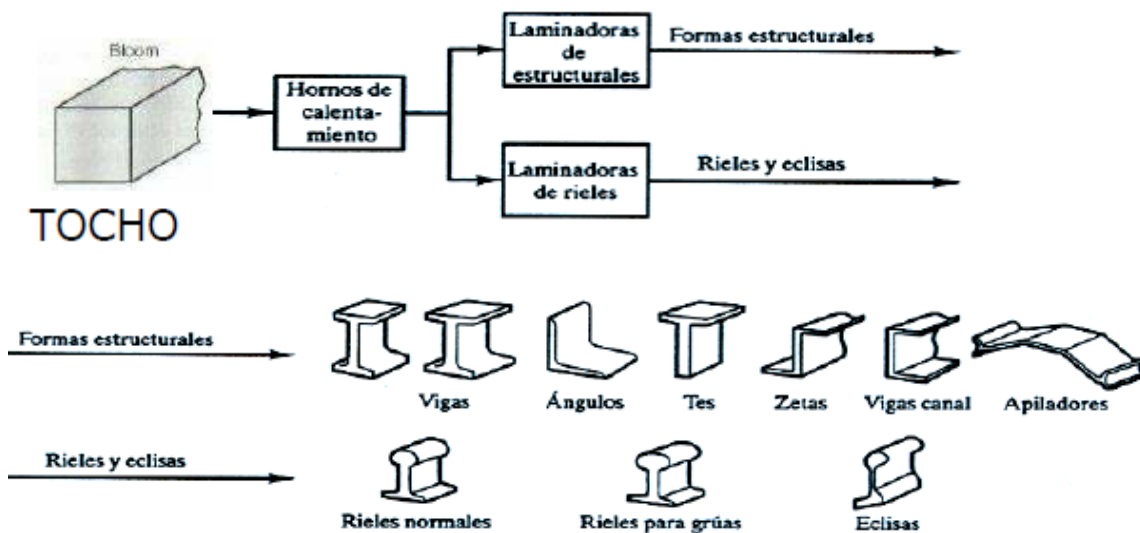 Bloom
TOCHO
Hornos de
calenta-
miento
Laminadoras
de
estructurales
Formas estructurales
Laminadoras
de rieles
Rieles y eclisas
Formas estructurales
Vigas
Ángulos
Tes
Zetas
Vigas canal
Apiladores
Rieles y eclisas
Rieles normales
Rieles para grúas
Eclisas